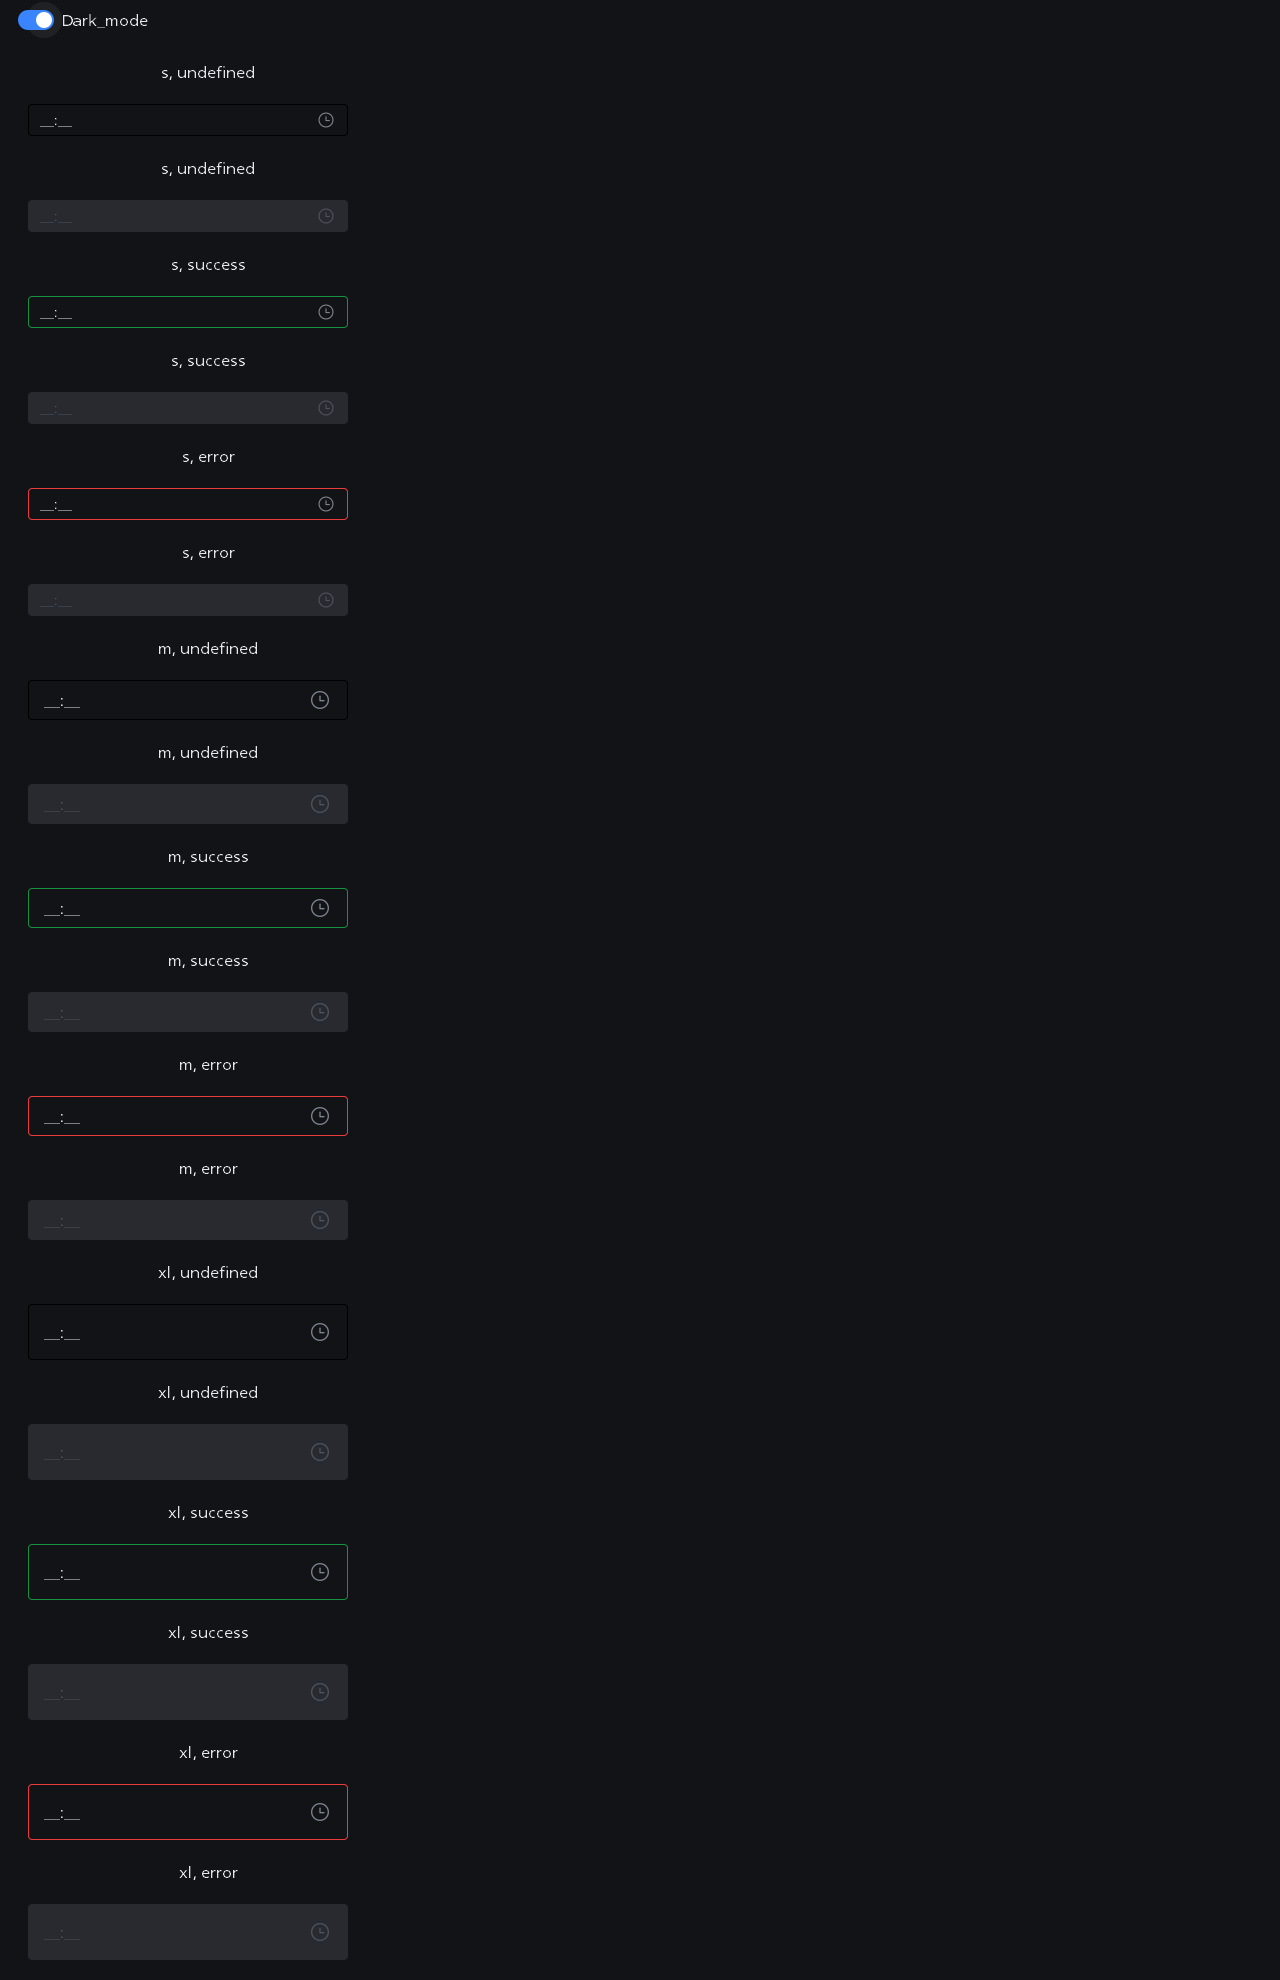 Dark_mode
s, undefined
__:__
s, undefined
__:__
s, success
__:__
s, success
__:__
s, error
__:__
s, error
__:__
m, undefined
__:__
m, undefined
__:__
m, success
__:__
m, success
__:__
m, error
__:__
m, error
__:__
xl, undefined
__:__
xl, undefined
__:__
xl, success
__:__
xl, success
__:__
xl, error
__:__
xl, error
__:__